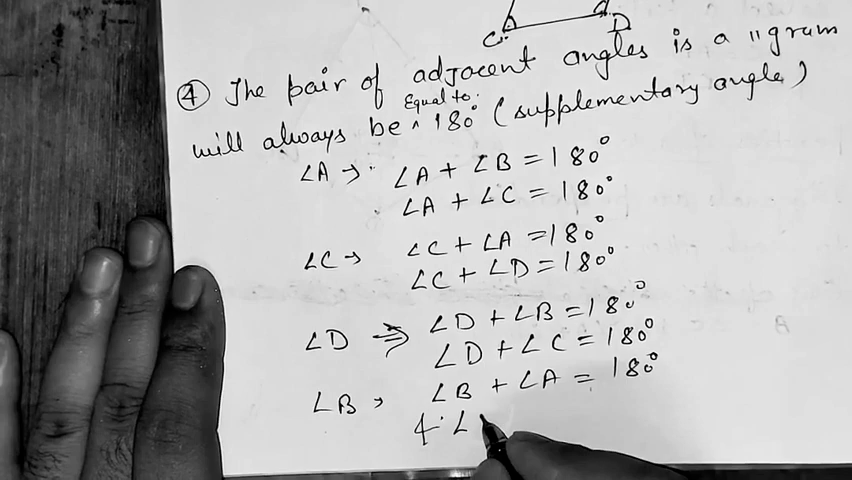 C D
④ The pair of adjacent angles is a ||gram
Equal to
will always be ^ 180° (supplementary angle)
∠A → ∠A + ∠B = 180°
∠A + ∠C = 180°
∠C → ∠C + ∠A = 180°
∠C + ∠D = 180°
∠D ⇒ ∠D + ∠B = 180°
∠D + ∠C = 180°
∠B → ∠B + ∠A = 180°
∠